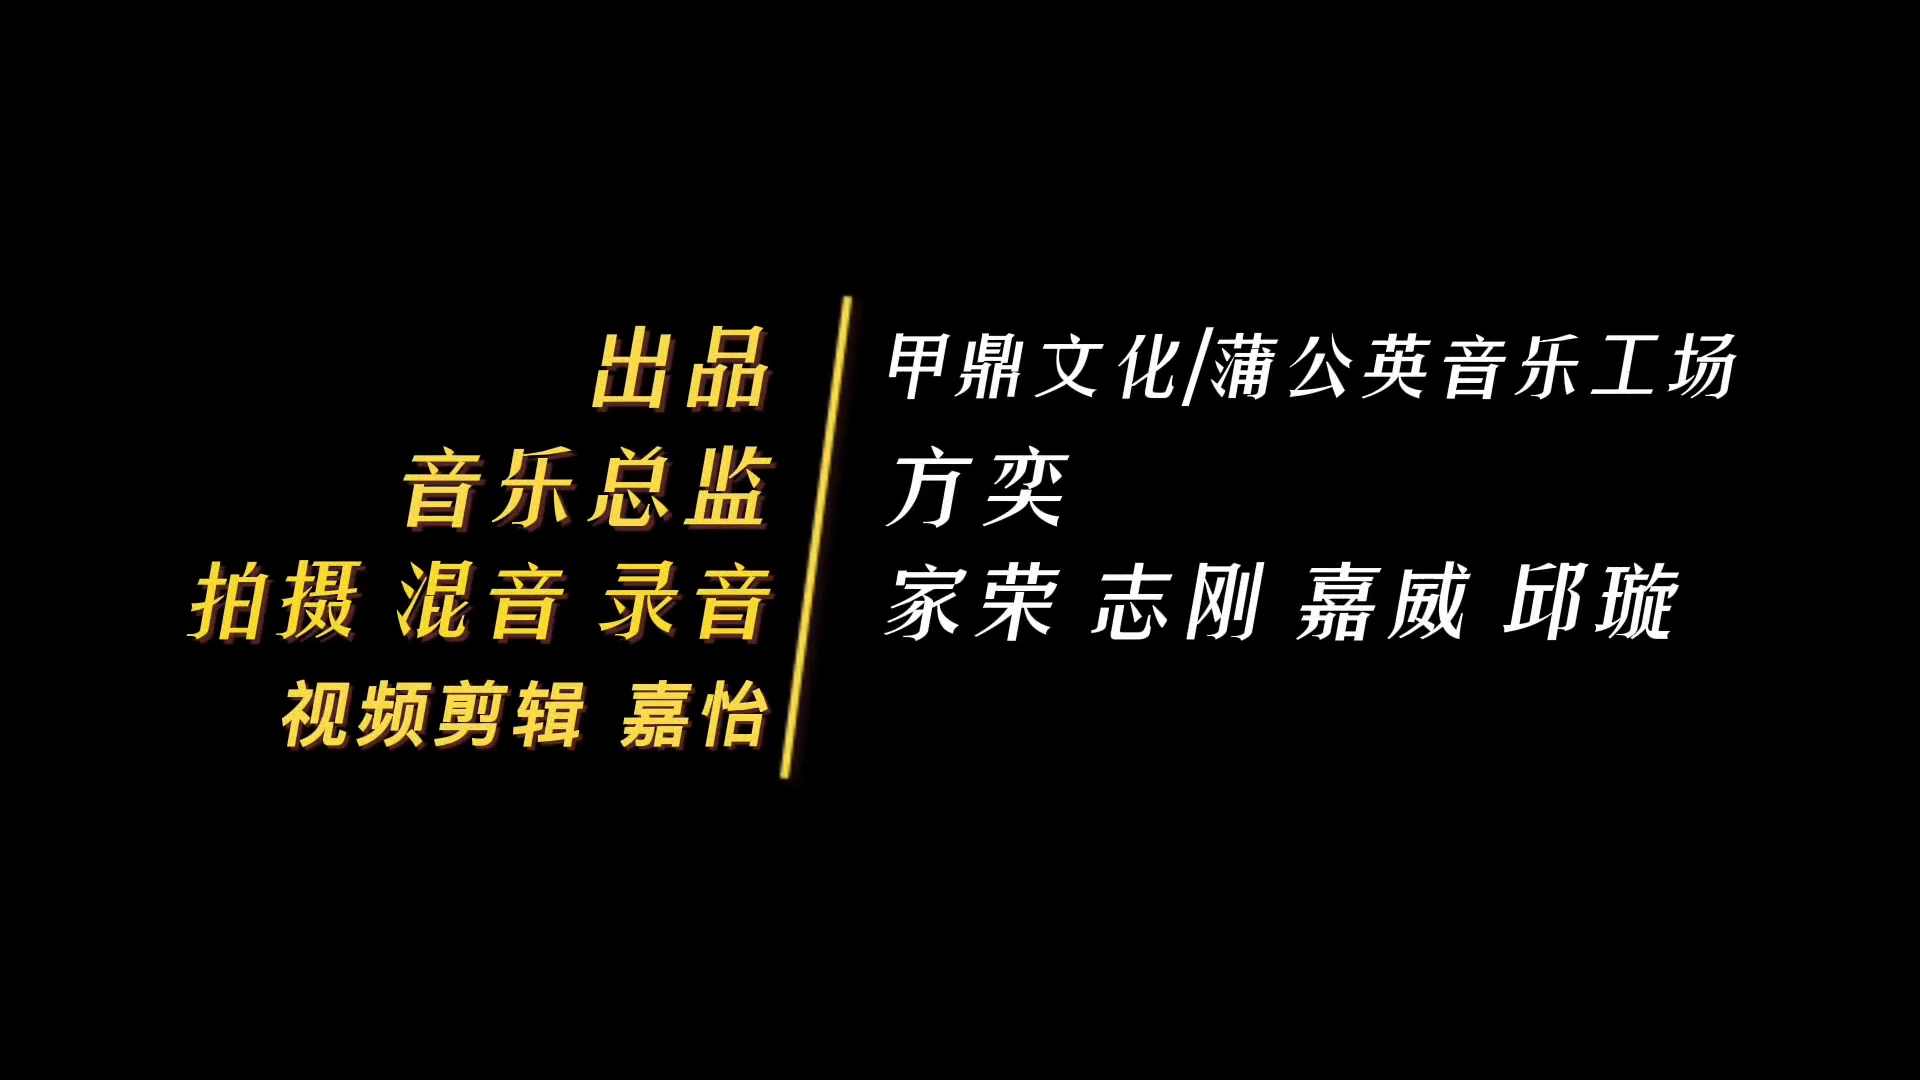 出品 甲鼎文化/蒲公英音乐工场
音乐总监 方奕
拍摄 混音 录音 家荣 志刚 嘉威 邱璇
视频剪辑 嘉怡